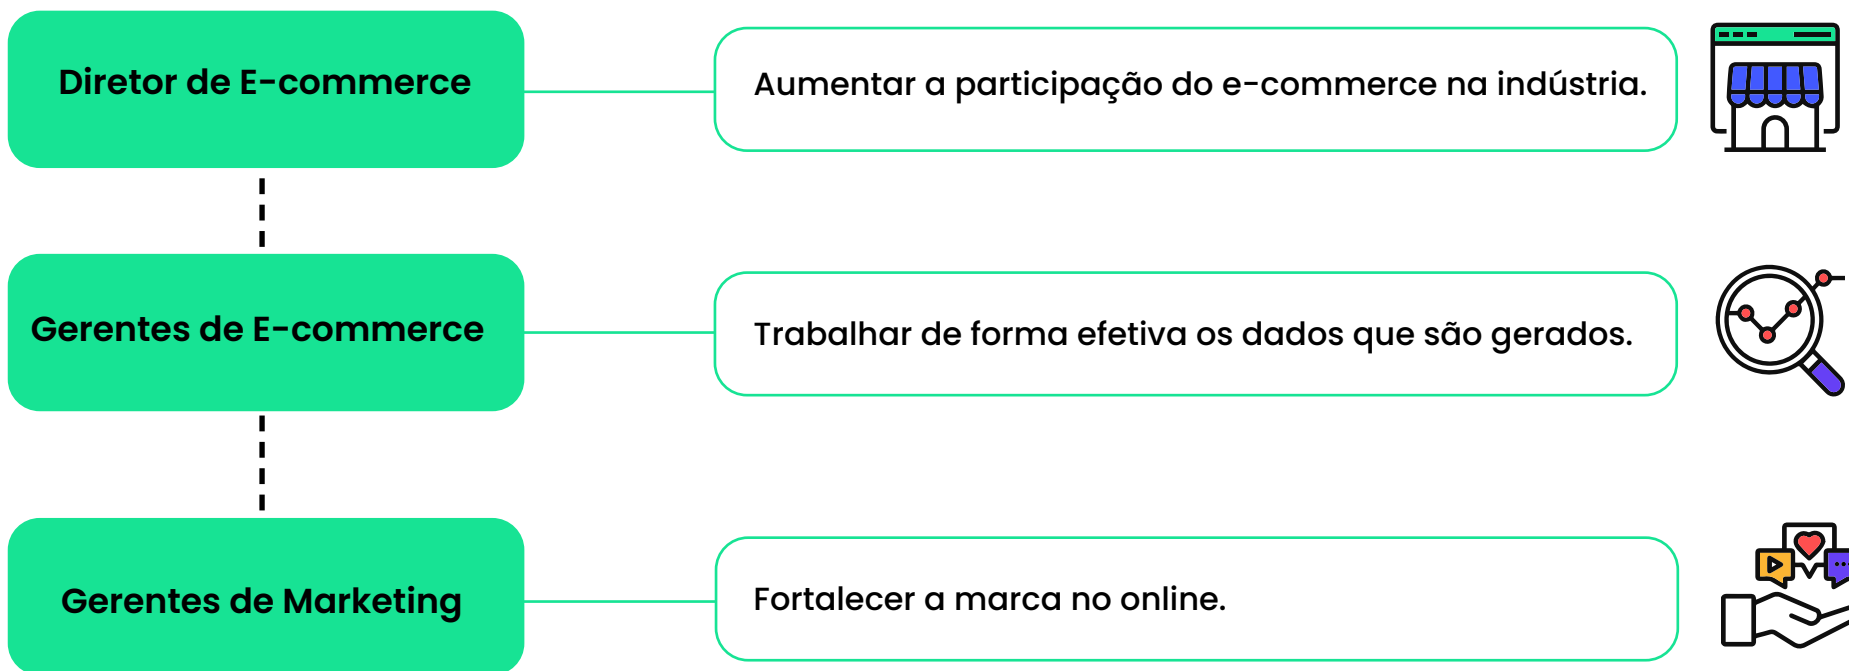 Diretor de E-commerce
Aumentar a participação do e-commerce na indústria.
Gerentes de E-commerce
Trabalhar de forma efetiva os dados que são gerados.
Gerentes de Marketing
Fortalecer a marca no online.